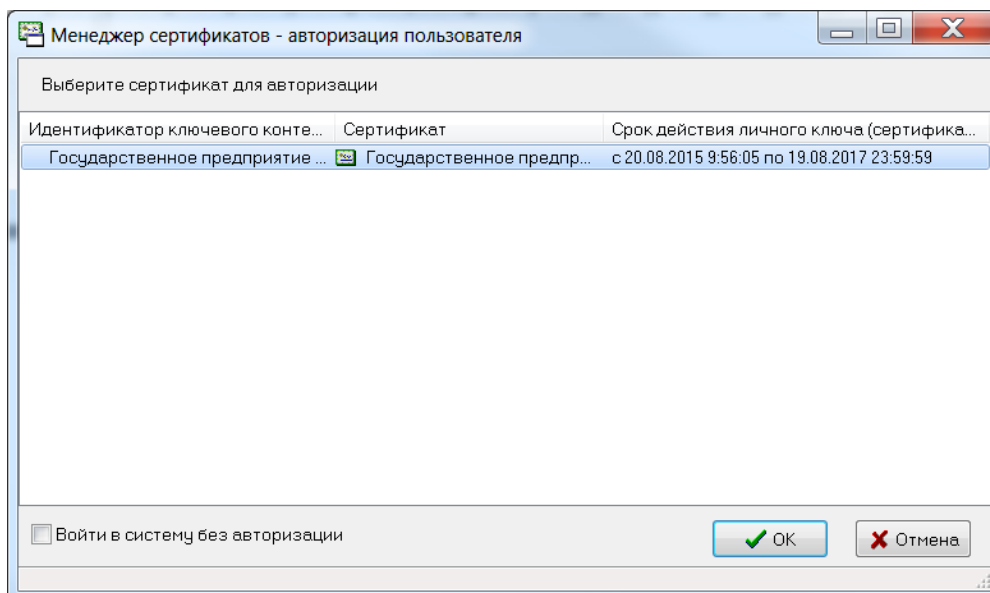 Менеджер сертификатов - авторизация пользователя
Выберите сертификат для авторизации
Идентификатор ключевого конте... Сертификат Срок действия личного ключа (сертифика...
Государственное предприятие ... Государственное предпр... с 20.08.2015 9:56:05 по 19.08.2017 23:59:59
Войти в систему без авторизации OK Отмена